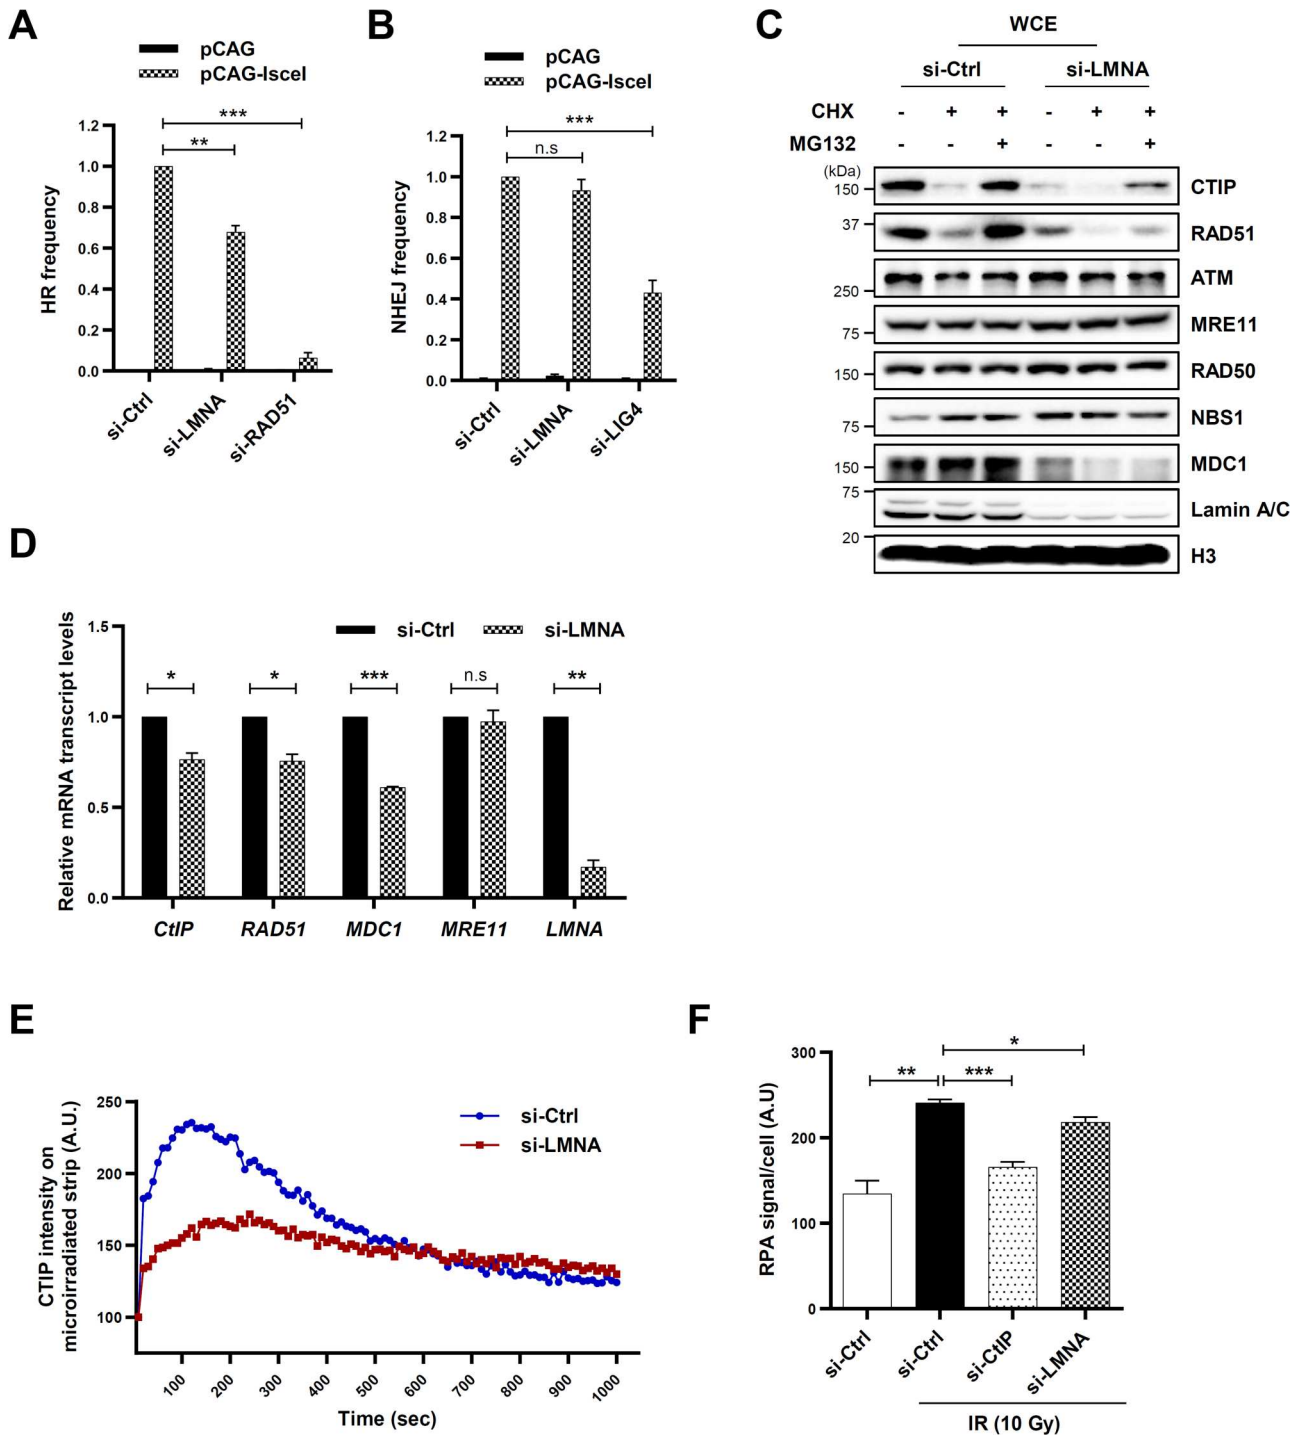 A
pCAG
pCAG-IsceI
HR frequency
1.2
1.0
0.8
0.6
0.4
0.2
0.0
***
**
si-Ctrl
si-LMNA
si-RAD51
B
pCAG
pCAG-IsceI
NHEJ frequency
1.2
1.0
0.8
0.6
0.4
0.2
0.0
***
n.s
si-Ctrl
si-LMNA
si-LIG4
C
WCE
si-Ctrl si-LMNA
CHX - + + - + +
MG132 - - + - - +
(kDa)
150 CTIP
37 RAD51
250 ATM
75 MRE11
150 RAD50
75 NBS1
150 MDC1
75 Lamin A/C
20 H3
D
si-Ctrl si-LMNA
Relative mRNA transcript levels
1.5
1.0
0.5
0.0
* * *** n.s **
CtIP RAD51 MDC1 MRE11 LMNA
E
CTIP intensity on
microirradiated strip (A.U.)
250
200
150
100
si-Ctrl
si-LMNA
100 200 300 400 500 600 700 800 900 1000
Time (sec)
F
RPA signal/cell (A.U)
300
200
100
0
*
** ***
si-Ctrl si-Ctrl si-CtIP si-LMNA
IR (10 Gy)